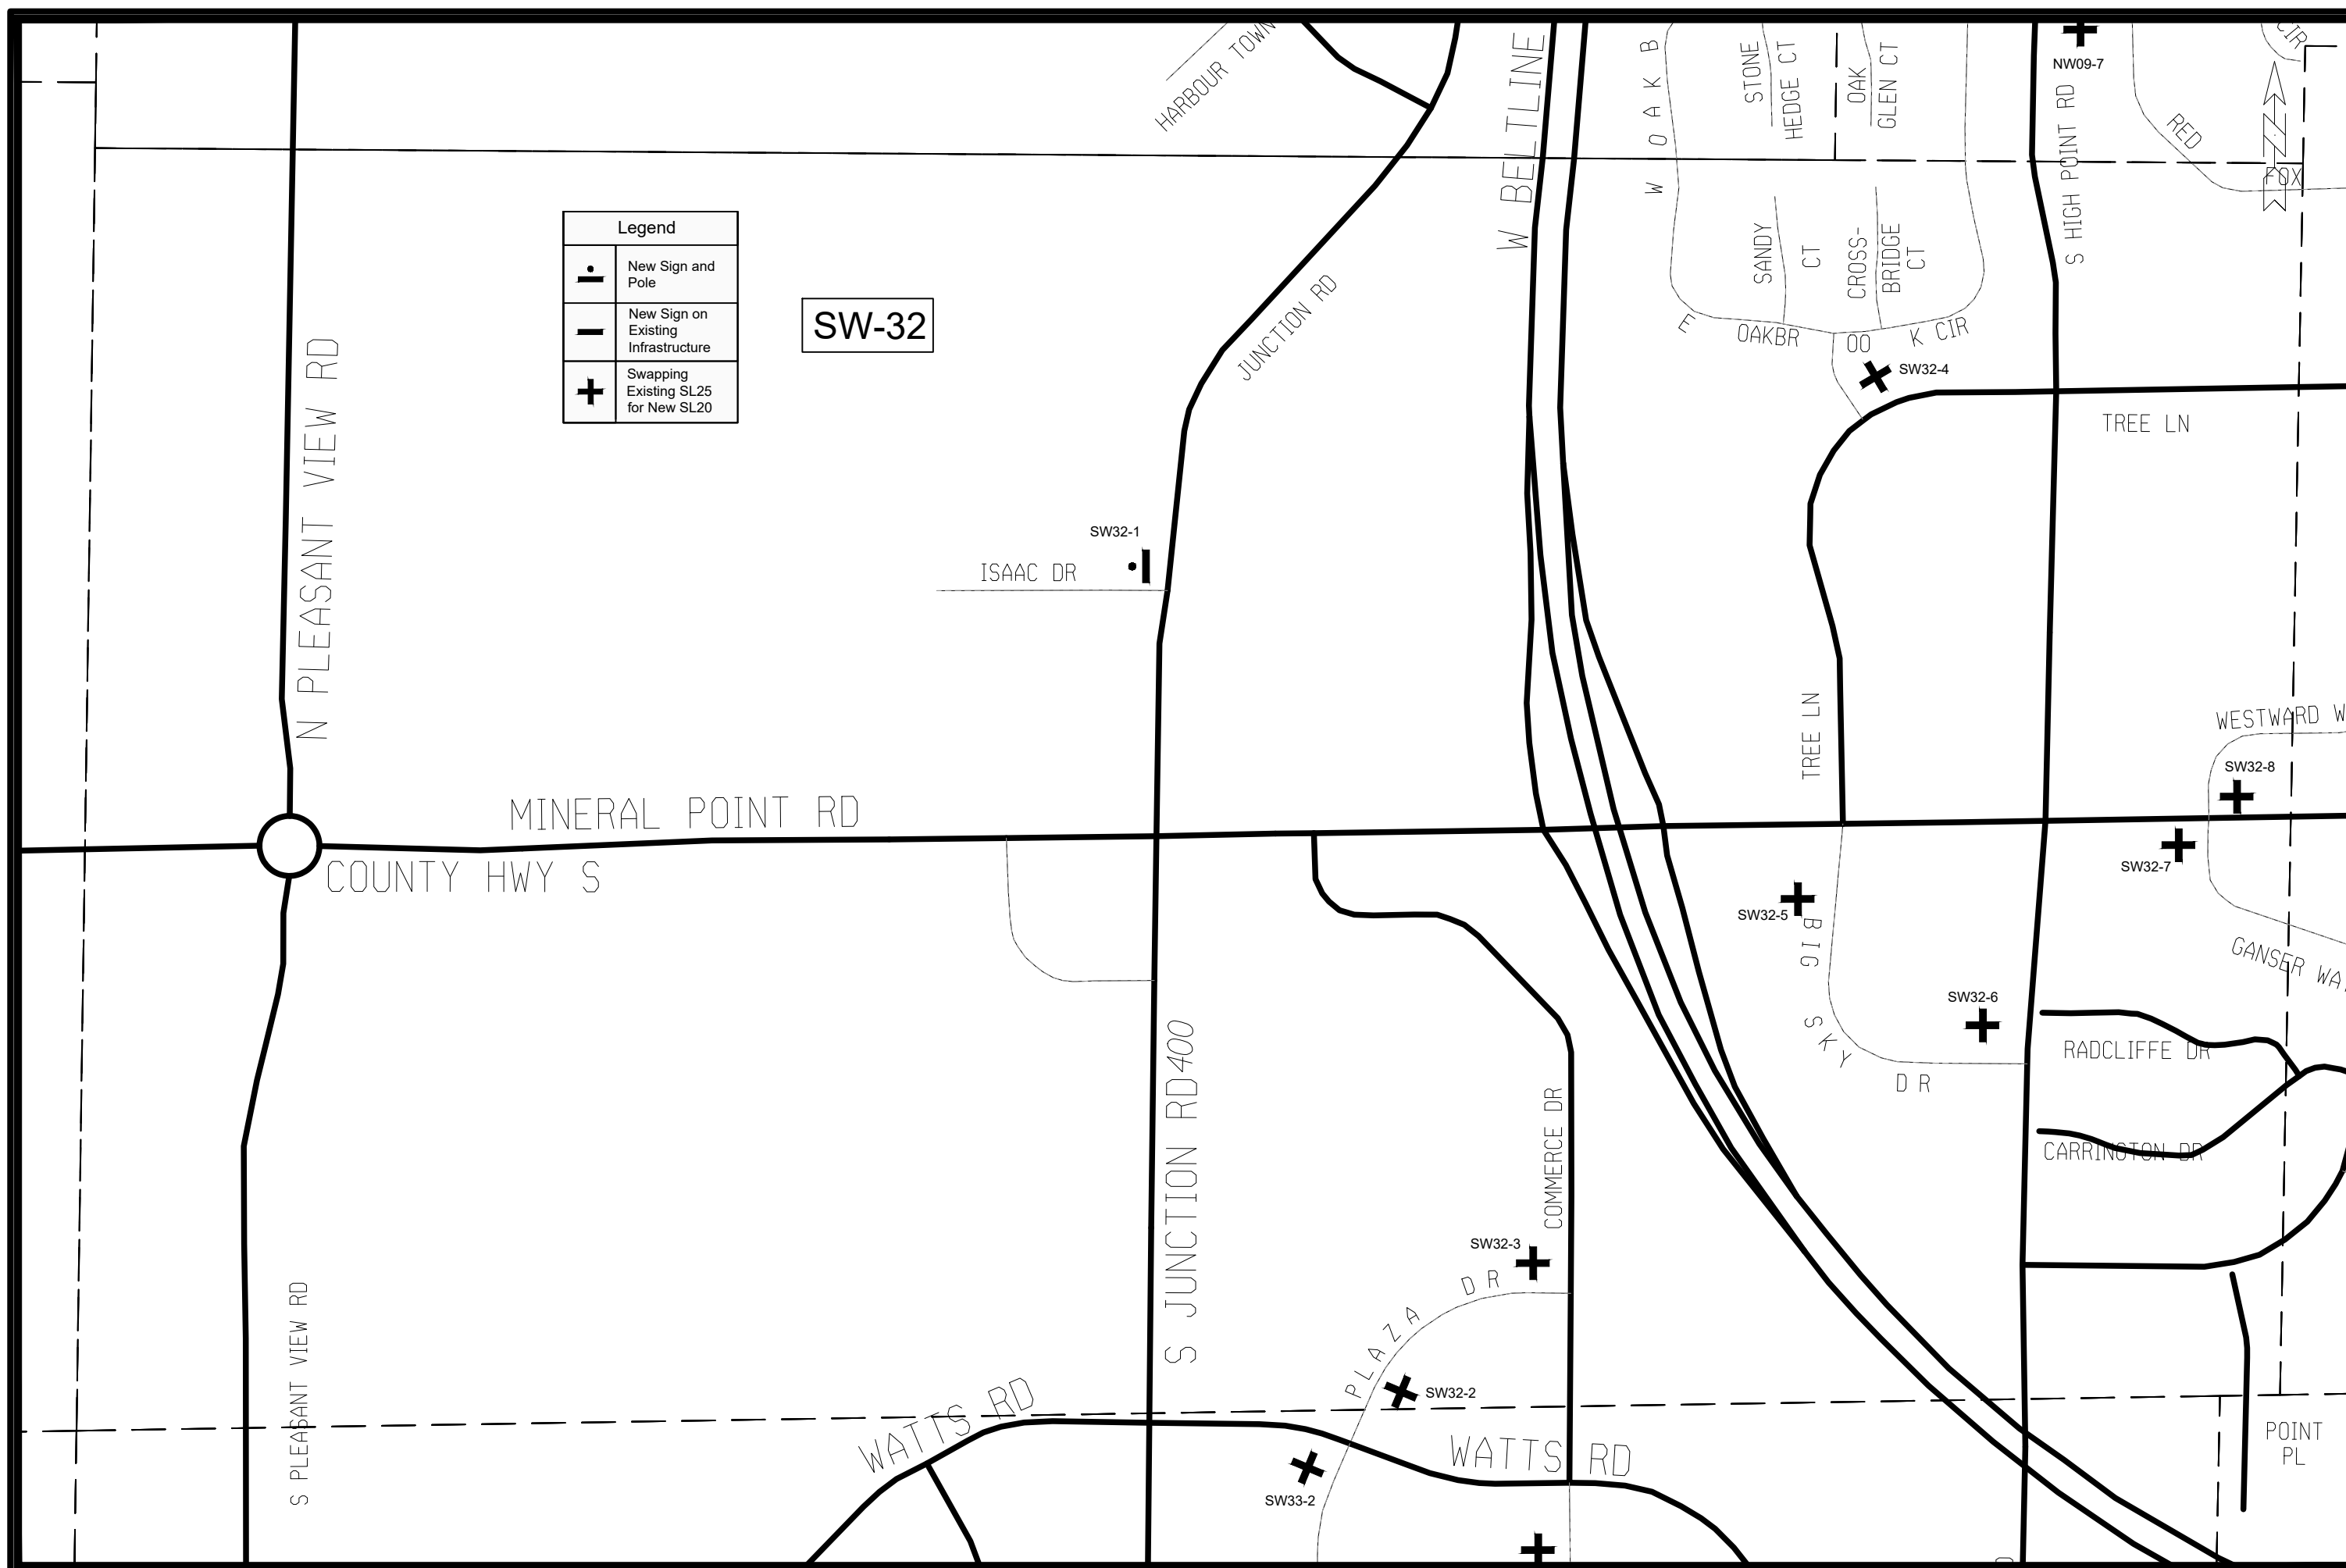 HARBOUR TOWN
W BELTLINE
W OAK B
STONE
HEDGE CT
OAK
GLEN CT
NW09-7
S HIGH POINT RD
RED
FOX
CIR
N
Legend
New Sign and
Pole
New Sign on
Existing
Infrastructure
Swapping
Existing SL25
for New SL20
SW-32
JUNCTION RD
SANDY
CT
CROSS-
BRIDGE
CT
E OAKBR OO K CIR
SW32-4
TREE LN
N PLEASANT VIEW RD
SW32-1
ISAAC DR
TREE LN
WESTWARD W
SW32-8
MINERAL POINT RD
COUNTY HWY S
SW32-7
SW32-5
BIG SKY DR
GANSER WA
SW32-6
RADCLIFFE DR
CARRINGTON DR
S JUNCTION RD 400
COMMERCE DR
SW32-3
PLAZA DR
SW32-2
S PLEASANT VIEW RD
WATTS RD
WATTS RD
SW33-2
POINT
PL